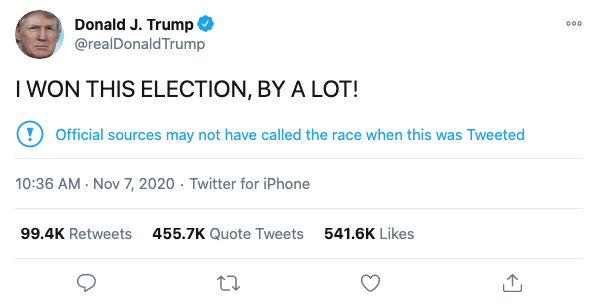 Donald J. Trump
@realDonaldTrump
I WON THIS ELECTION, BY A LOT!
Official sources may not have called the race when this was Tweeted
10:36 AM · Nov 7, 2020 · Twitter for iPhone
99.4K Retweets 455.7K Quote Tweets 541.6K Likes